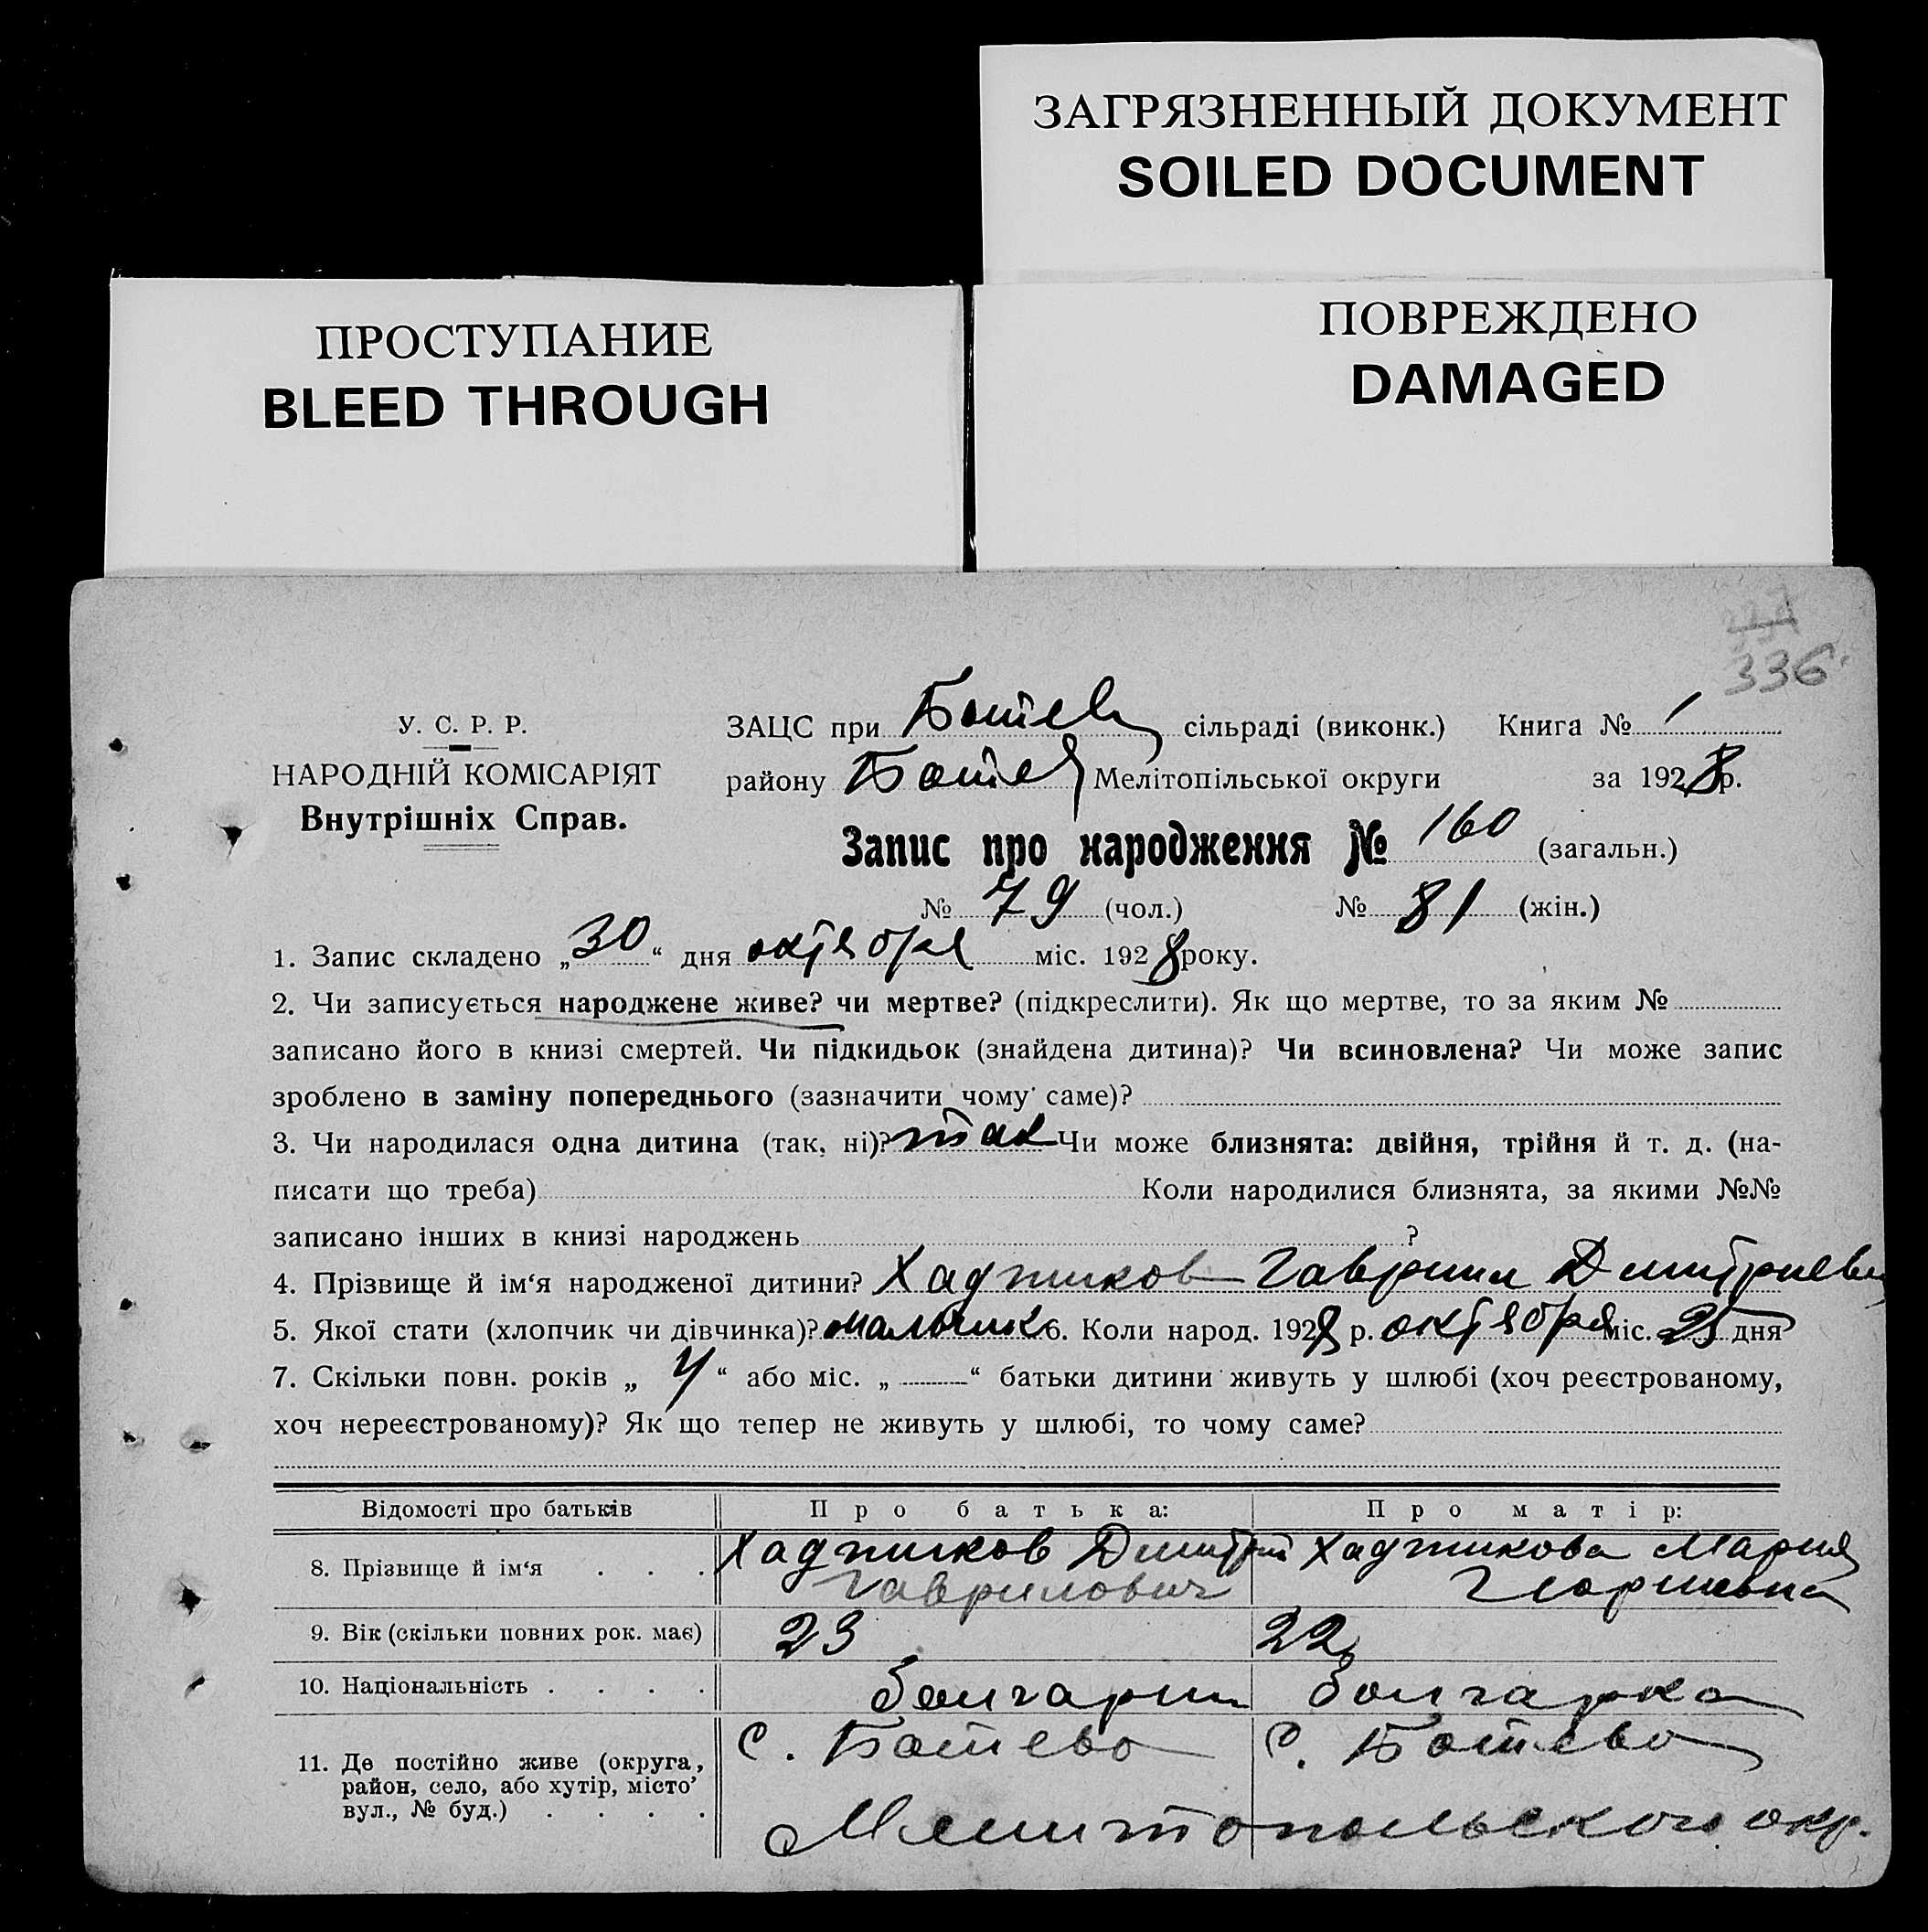 ЗАГРЯЗНЕННЫЙ ДОКУМЕНТ
SOILED DOCUMENT
ПРОСТУПАНИЕ
BLEED THROUGH
ПОВРЕЖДЕНО
DAMAGED
336
У. С. Р. Р.
НАРОДНІЙ КОМІСАРІЯТ
Внутрішніх Справ.
ЗАЦС при Ботев сільраді (виконк.) Книга № 1
району Ботев Мелітопільської округи за 1928 р.
Запис про народження № 160 (загальн.)
№ 79 (чол.) № 81 (жін.)
1. Запис складено „30“ дня октября міс. 1928 року.
2. Чи записується народжене живе? чи мертве? (підкреслити). Як що мертве, то за яким №
записано його в книзі смертей. Чи підкидьок (знайдена дитина)? Чи всиновлена? Чи може запис
зроблено в заміну попереднього (зазначити чому саме)?
3. Чи народилася одна дитина (так, ні)? так Чи може близнята: двійня, трійня й т. д. (на-
писати що треба) Коли народилися близнята, за якими №№
записано інших в книзі народжень ?
4. Прізвище й ім‘я народженої дитини? Хаджиков Гавриил Дмитриевич
5. Якої стати (хлопчик чи дівчинка)? мальчик 6. Коли народ. 1928 р. октября міс. 25 дня
7. Скільки повн. років „ 4 “ або міс. „ — “ батьки дитини живуть у шлюбі (хоч реєстрованому,
хоч нереєстрованому)? Як що тепер не живуть у шлюбі, то чому саме?
Відомості про батьків Про батька: Про матір:
8. Прізвище й ім‘я . . . Хаджиков Дмитрий Гаврилович Хаджикова Мария
9. Вік (скільки повних рок. має) 23 22
10. Національність . . . . болгарин болгарка
11. Де постійно живе (округа, район, село, або хутір, місто’ вул., № буд.) . . . . с. Ботево с. Ботево
Мелитопольского окр.